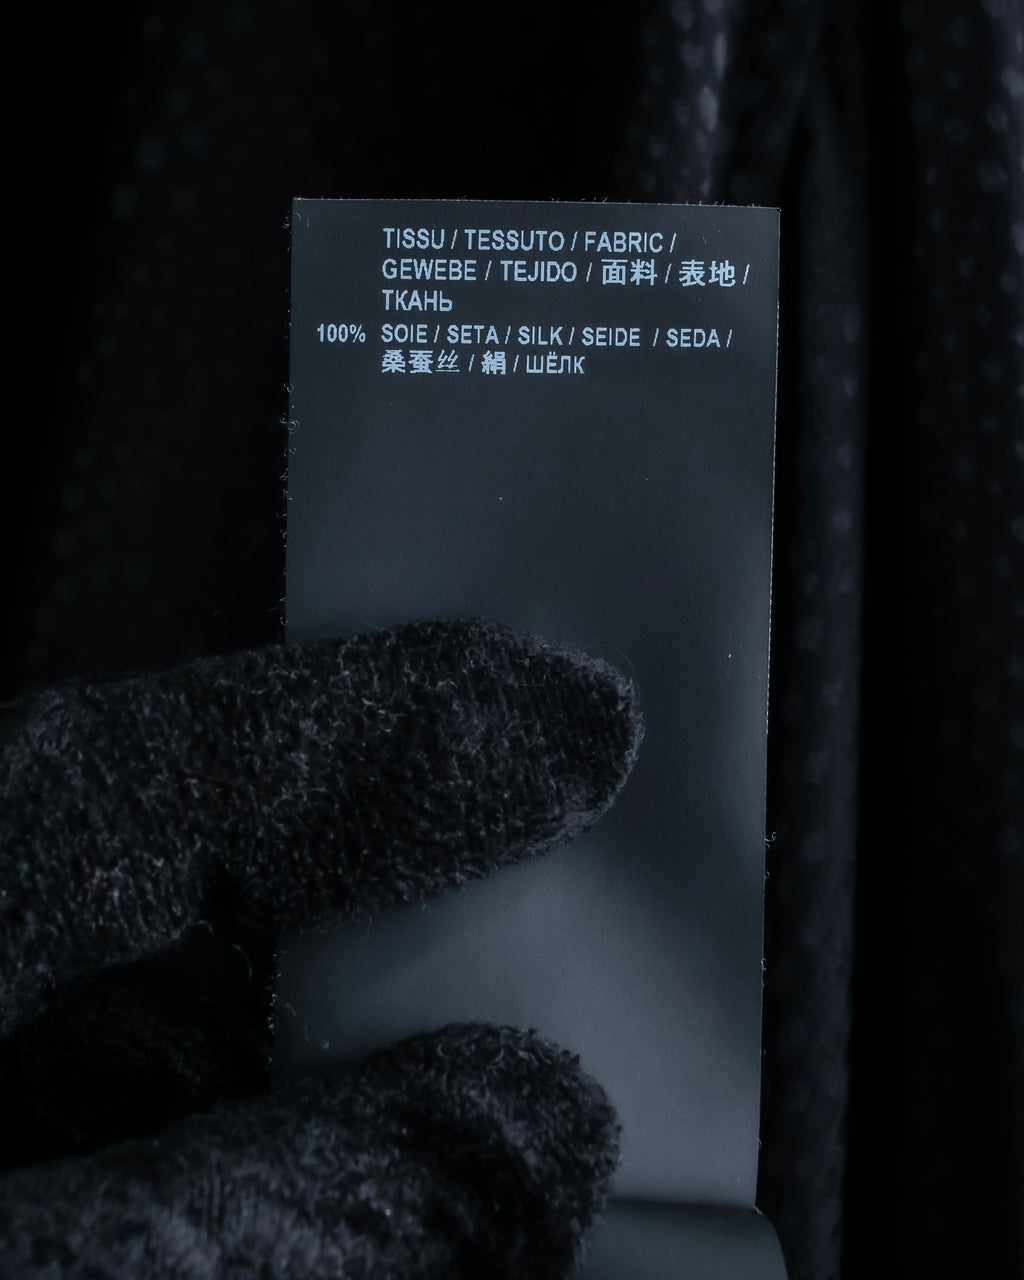 TISSU / TESSUTO / FABRIC /
GEWEBE / TEJIDO / 面料 / 表地 /
ТКАНЬ
100% SOIE / SETA / SILK / SEIDE / SEDA /
桑蚕丝 / 絹 / ШЁЛК